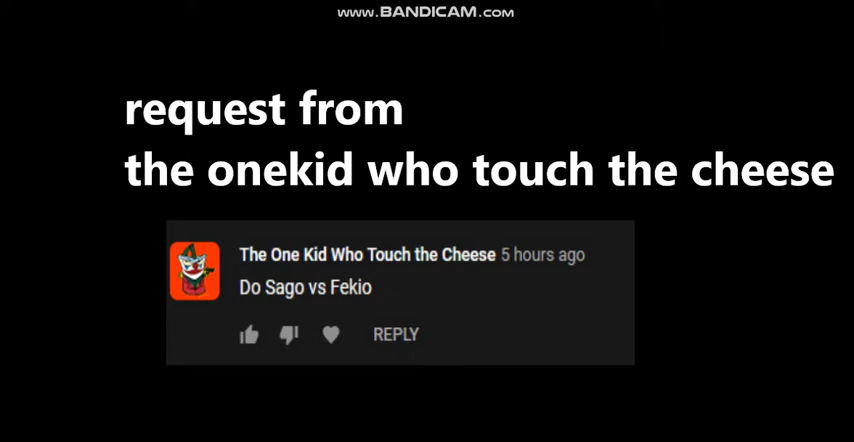 www.BANDICAM.com
request from
the onekid who touch the cheese
The One Kid Who Touch the Cheese 5 hours ago
Do Sago vs Fekio
REPLY